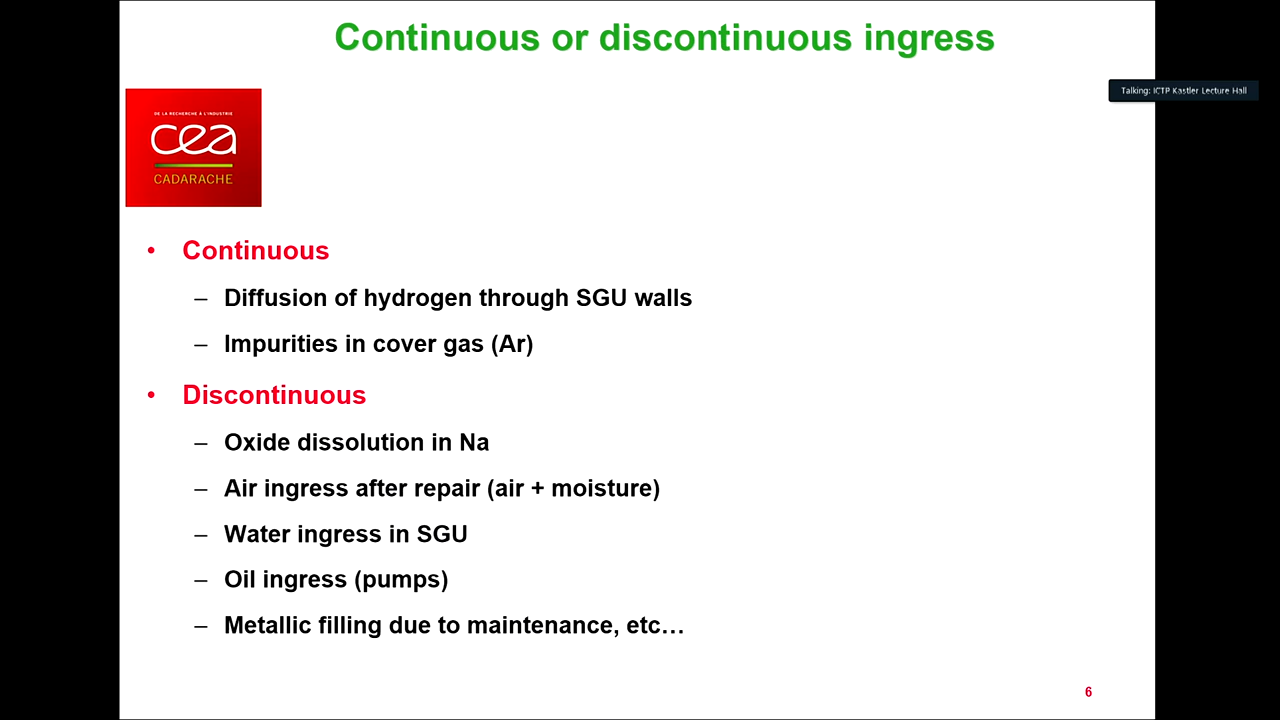 Continuous or discontinuous ingress
Talking: ICTP Kastler Lecture Hall
DE LA RECHERCHE À L'INDUSTRIE
cea
CADARACHE
• Continuous
– Diffusion of hydrogen through SGU walls
– Impurities in cover gas (Ar)
• Discontinuous
– Oxide dissolution in Na
– Air ingress after repair (air + moisture)
– Water ingress in SGU
– Oil ingress (pumps)
– Metallic filling due to maintenance, etc…
6